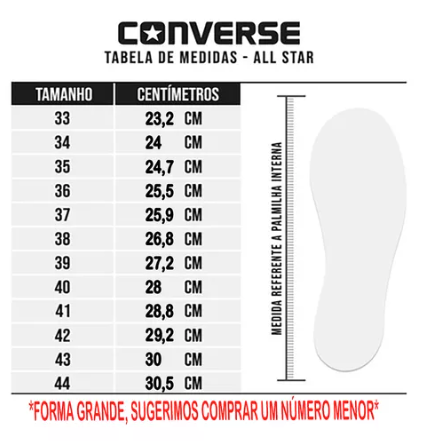 CONVERSE
TABELA DE MEDIDAS - ALL STAR
TAMANHO CENTÍMETROS
33 23,2 CM
34 24 CM
35 24,7 CM
36 25,5 CM
37 25,9 CM
38 26,8 CM
39 27,2 CM
40 28 CM
41 28,8 CM
42 29,2 CM
43 30 CM
44 30,5 CM
MEDIDA REFERENTE A PALMILHA INTERNA
*FORMA GRANDE, SUGERIMOS COMPRAR UM NÚMERO MENOR*